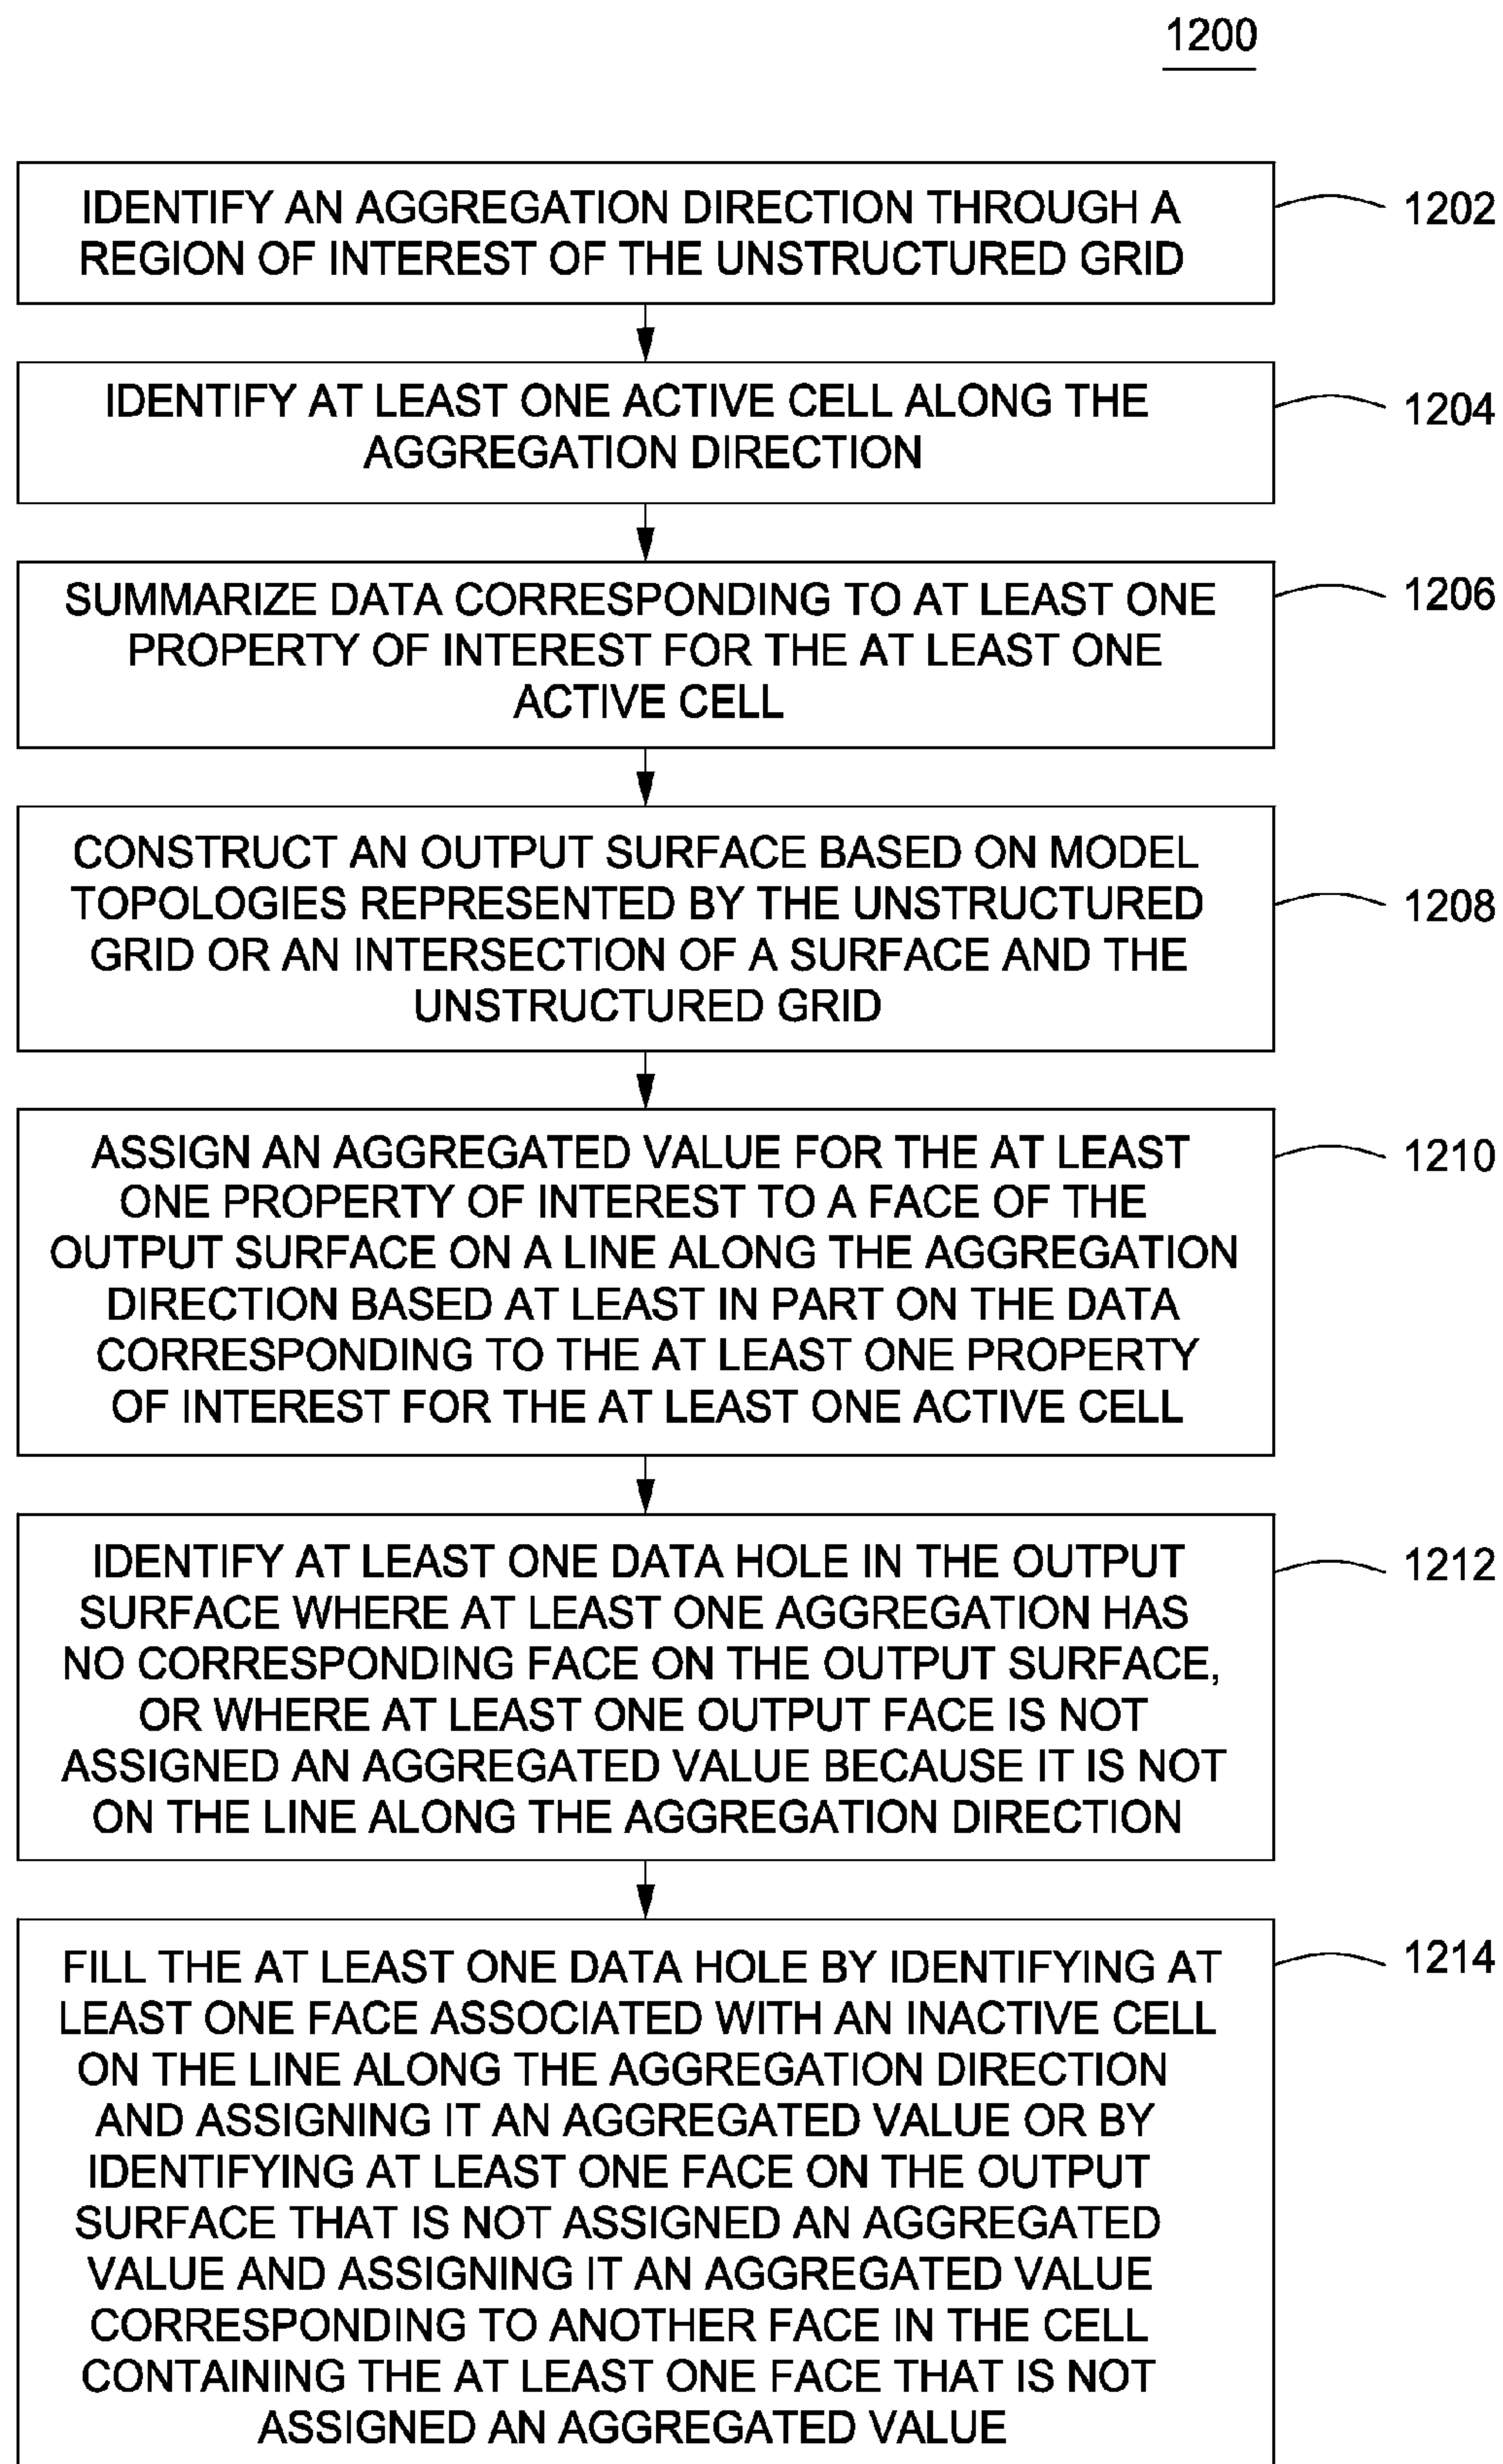 1200
IDENTIFY AN AGGREGATION DIRECTION THROUGH A
REGION OF INTEREST OF THE UNSTRUCTURED GRID
1202
IDENTIFY AT LEAST ONE ACTIVE CELL ALONG THE
AGGREGATION DIRECTION
1204
SUMMARIZE DATA CORRESPONDING TO AT LEAST ONE
PROPERTY OF INTEREST FOR THE AT LEAST ONE
ACTIVE CELL
1206
CONSTRUCT AN OUTPUT SURFACE BASED ON MODEL
TOPOLOGIES REPRESENTED BY THE UNSTRUCTURED
GRID OR AN INTERSECTION OF A SURFACE AND THE
UNSTRUCTURED GRID
1208
ASSIGN AN AGGREGATED VALUE FOR THE AT LEAST
ONE PROPERTY OF INTEREST TO A FACE OF THE
OUTPUT SURFACE ON A LINE ALONG THE AGGREGATION
DIRECTION BASED AT LEAST IN PART ON THE DATA
CORRESPONDING TO THE AT LEAST ONE PROPERTY
OF INTEREST FOR THE AT LEAST ONE ACTIVE CELL
1210
IDENTIFY AT LEAST ONE DATA HOLE IN THE OUTPUT
SURFACE WHERE AT LEAST ONE AGGREGATION HAS
NO CORRESPONDING FACE ON THE OUTPUT SURFACE,
OR WHERE AT LEAST ONE OUTPUT FACE IS NOT
ASSIGNED AN AGGREGATED VALUE BECAUSE IT IS NOT
ON THE LINE ALONG THE AGGREGATION DIRECTION
1212
FILL THE AT LEAST ONE DATA HOLE BY IDENTIFYING AT
LEAST ONE FACE ASSOCIATED WITH AN INACTIVE CELL
ON THE LINE ALONG THE AGGREGATION DIRECTION
AND ASSIGNING IT AN AGGREGATED VALUE OR BY
IDENTIFYING AT LEAST ONE FACE ON THE OUTPUT
SURFACE THAT IS NOT ASSIGNED AN AGGREGATED
VALUE AND ASSIGNING IT AN AGGREGATED VALUE
CORRESPONDING TO ANOTHER FACE IN THE CELL
CONTAINING THE AT LEAST ONE FACE THAT IS NOT
ASSIGNED AN AGGREGATED VALUE
1214